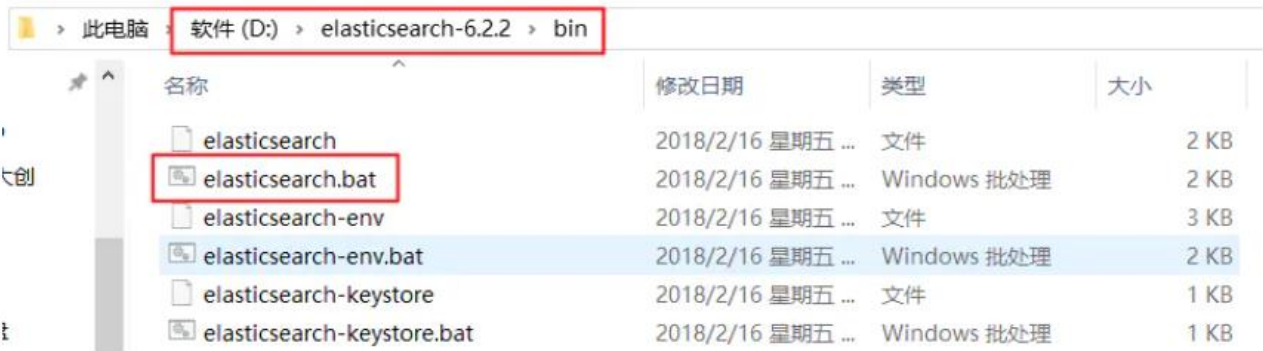 此电脑 › 软件 (D:) › elasticsearch-6.2.2 › bin
名称 修改日期 类型 大小
elasticsearch 2018/2/16 星期五 ... 文件 2 KB
elasticsearch.bat 2018/2/16 星期五 ... Windows 批处理 2 KB
elasticsearch-env 2018/2/16 星期五 ... 文件 3 KB
elasticsearch-env.bat 2018/2/16 星期五 ... Windows 批处理 2 KB
elasticsearch-keystore 2018/2/16 星期五 ... 文件 1 KB
elasticsearch-keystore.bat 2018/2/16 星期五 ... Windows 批处理 1 KB